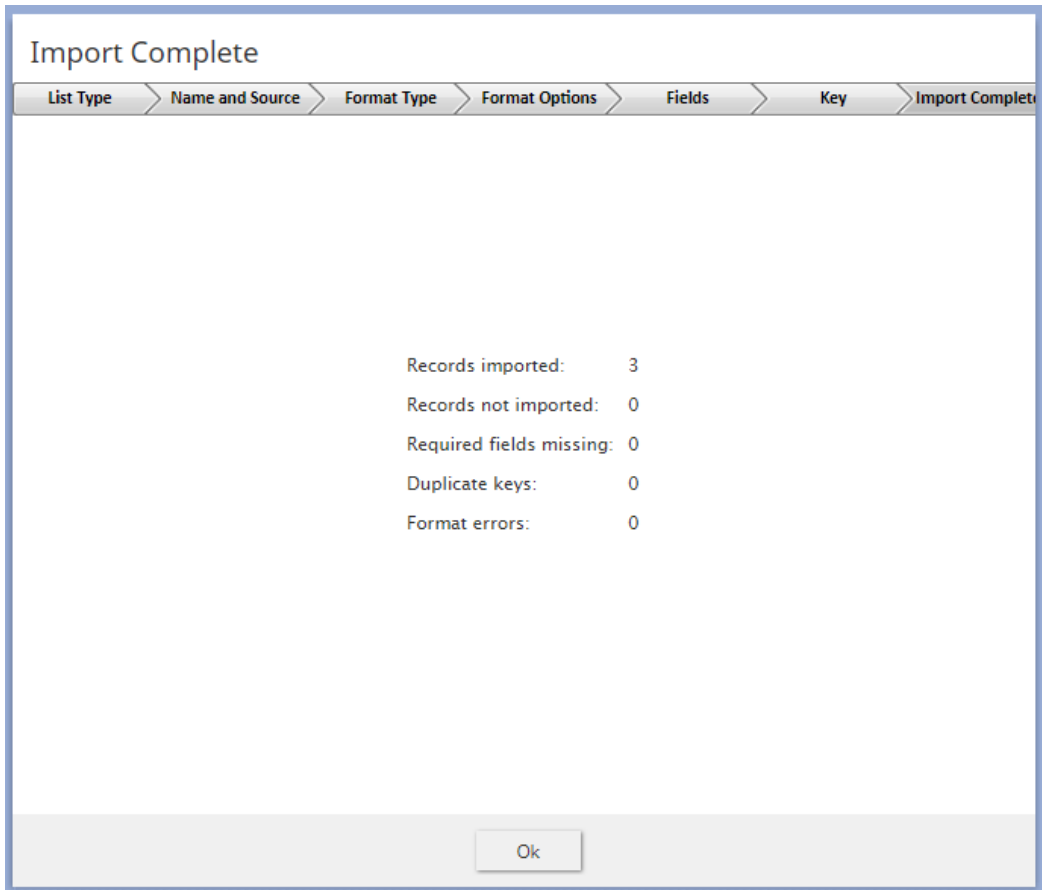 Import Complete
List Type Name and Source Format Type Format Options Fields Key Import Complete
Records imported: 3
Records not imported: 0
Required fields missing: 0
Duplicate keys: 0
Format errors: 0
Ok